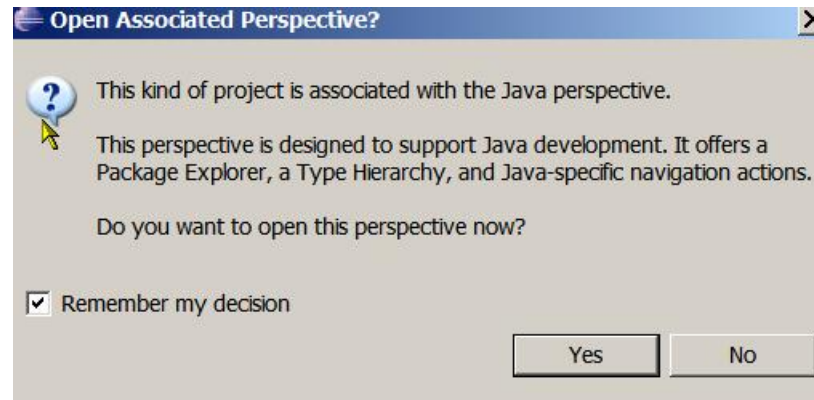 Open Associated Perspective?
This kind of project is associated with the Java perspective.
This perspective is designed to support Java development. It offers a
Package Explorer, a Type Hierarchy, and Java-specific navigation actions.
Do you want to open this perspective now?
Remember my decision
Yes No